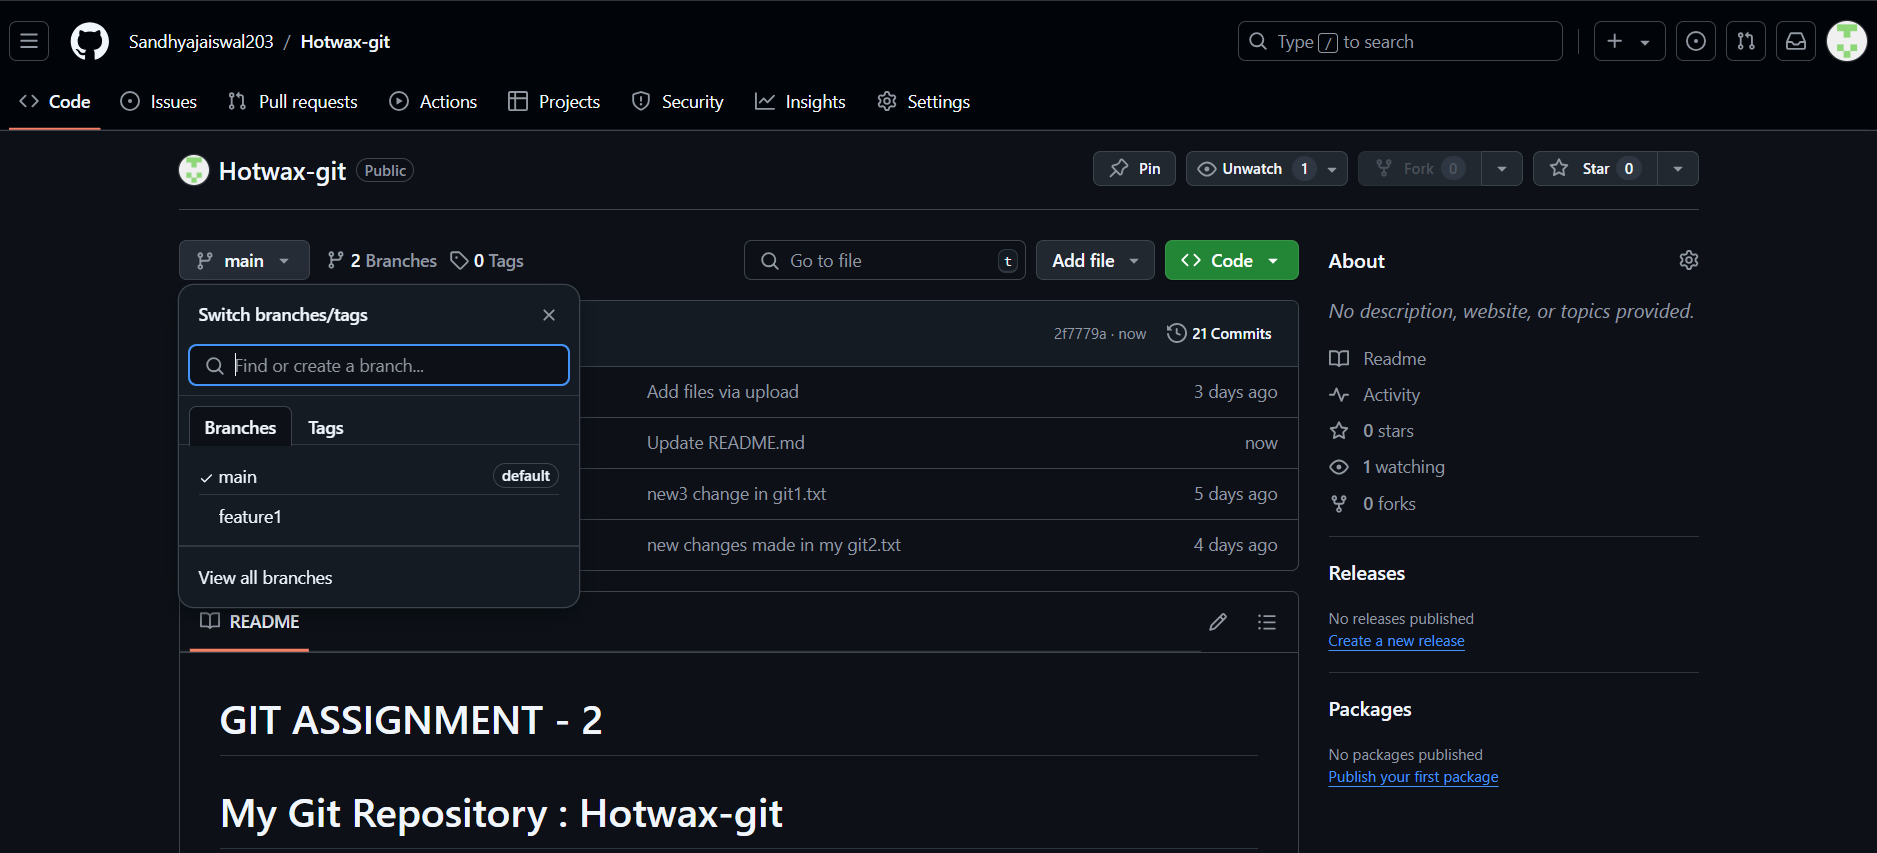 Sandhyajaiswal203 / Hotwax-git
Type / to search
Code Issues Pull requests Actions Projects Security Insights Settings
Hotwax-git Public
Pin Unwatch 1 Fork 0 Star 0
main 2 Branches 0 Tags
Go to file t Add file Code
Switch branches/tags
Find or create a branch...
Branches Tags
main default
feature1
View all branches
2f7779a · now 21 Commits
Add files via upload 3 days ago
Update README.md now
new3 change in git1.txt 5 days ago
new changes made in my git2.txt 4 days ago
README
GIT ASSIGNMENT - 2
My Git Repository : Hotwax-git
About
No description, website, or topics provided.
Readme
Activity
0 stars
1 watching
0 forks
Releases
No releases published
Create a new release
Packages
No packages published
Publish your first package